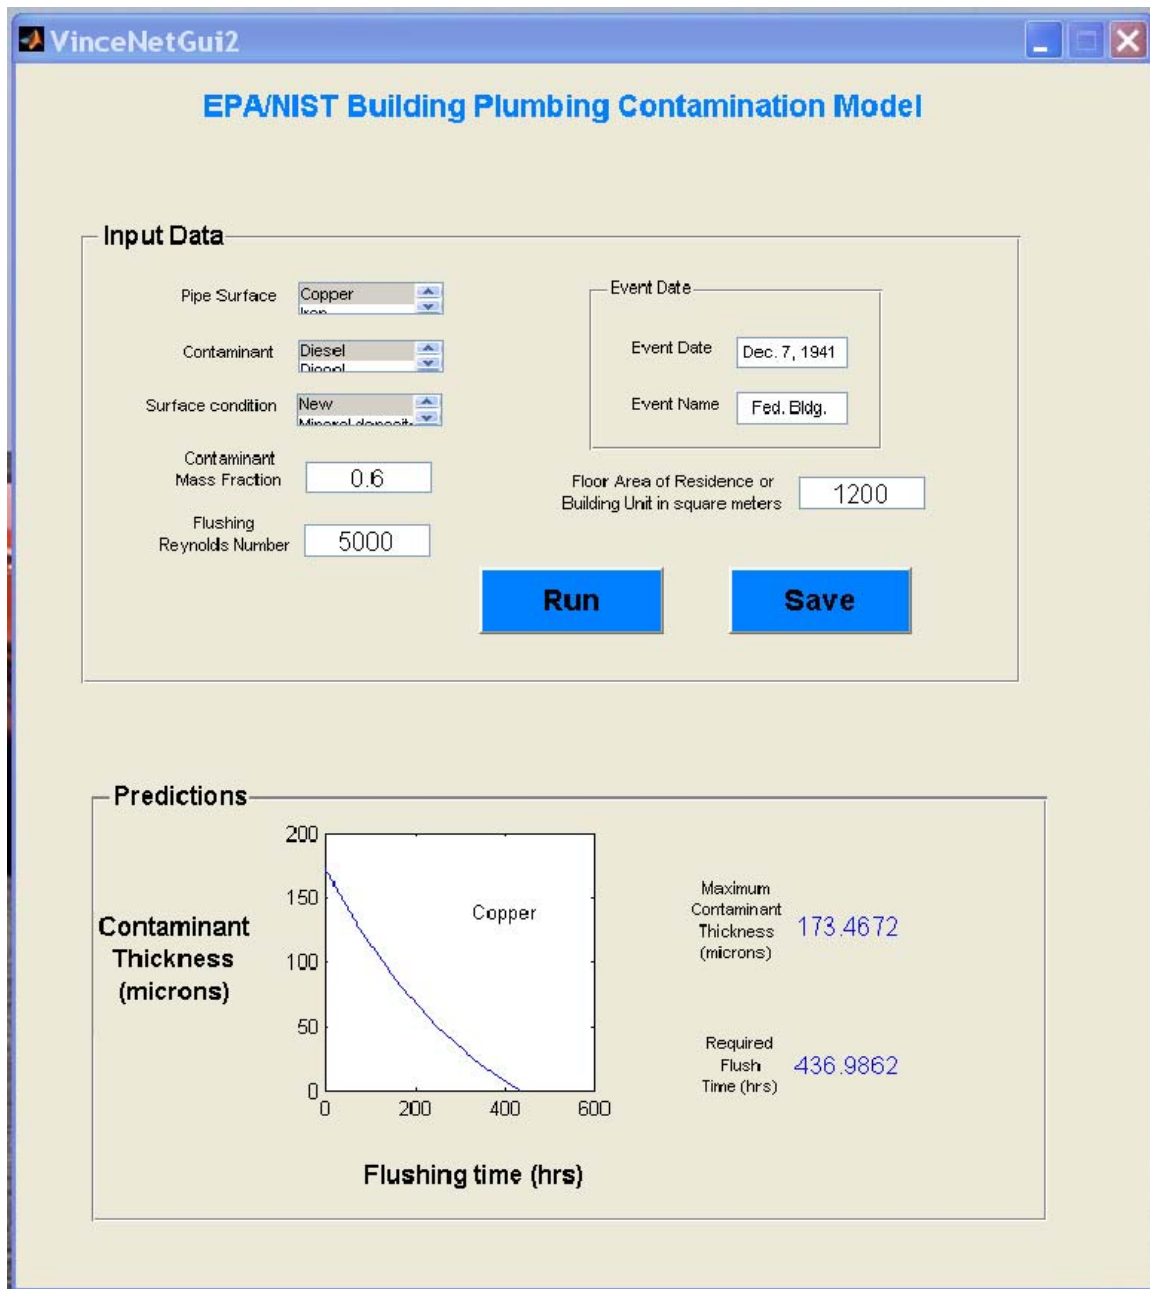 VinceNetGui2
EPA/NIST Building Plumbing Contamination Model
Input Data
Pipe Surface
Copper
Iron
Contaminant
Diesel
Diesel
Surface condition
New
Mineral deposit
Contaminant
Mass Fraction
0.6
Flushing
Reynolds Number
5000
Event Date
Event Date
Dec. 7, 1941
Event Name
Fed. Bldg.
Floor Area of Residence or
Building Unit in square meters
1200
Run
Save
Predictions
Contaminant
Thickness
(microns)
200
150
100
50
0
0
200
400
600
Copper
Flushing time (hrs)
Maximum
Contaminant
Thickness
(microns)
173.4672
Required
Flush
Time (hrs)
436.9862